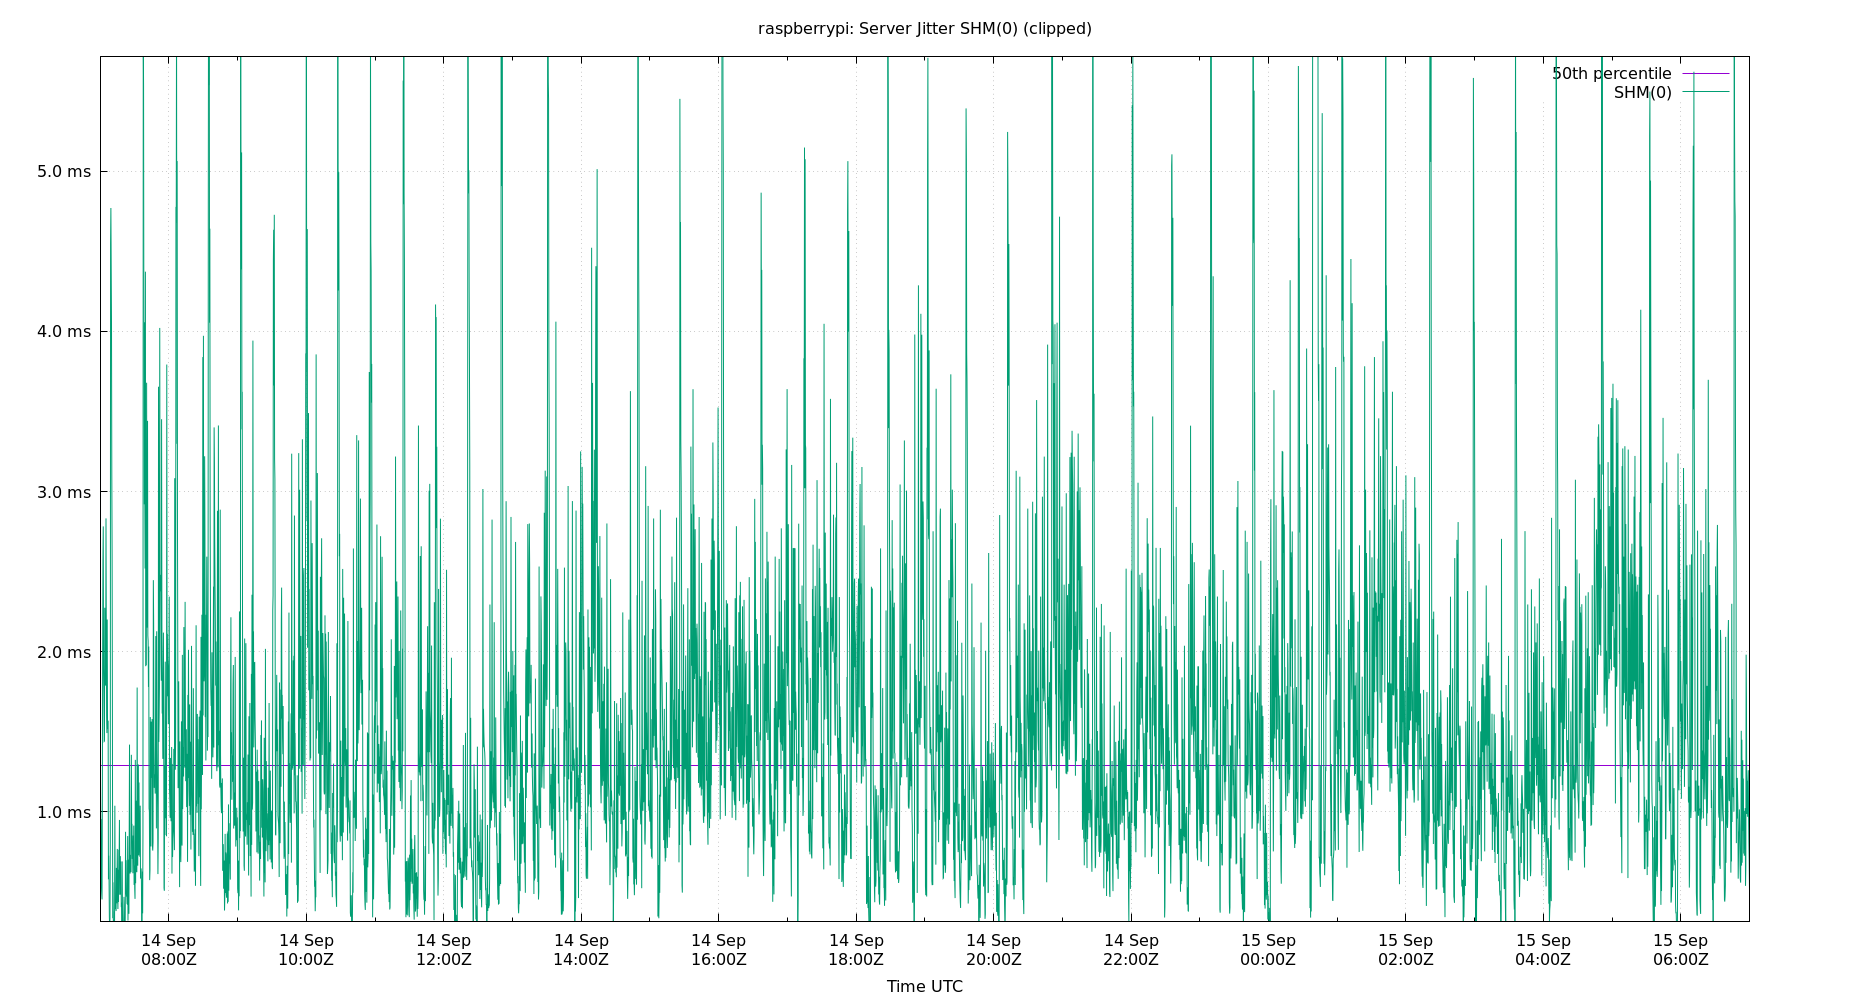 raspberrypi: Server Jitter SHM(0) (clipped)
50th percentile
SHM(0)
5.0 ms
4.0 ms
3.0 ms
2.0 ms
1.0 ms
14 Sep 14 Sep 14 Sep 14 Sep 14 Sep 14 Sep 14 Sep 14 Sep 15 Sep 15 Sep 15 Sep 15 Sep
08:00Z 10:00Z 12:00Z 14:00Z 16:00Z 18:00Z 20:00Z 22:00Z 00:00Z 02:00Z 04:00Z 06:00Z
Time UTC